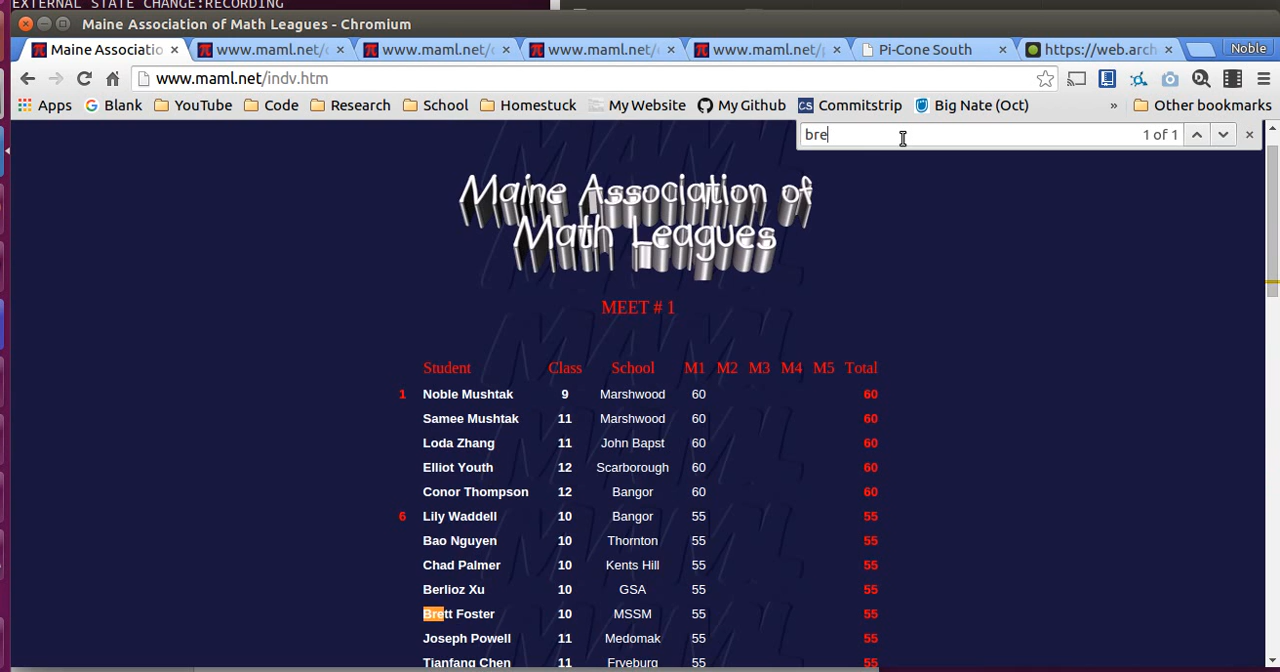 EXTERNAL STATE CHANGE:RECORDING
Maine Association of Math Leagues - Chromium
Maine Associatio www.maml.net/ www.maml.net/ www.maml.net/ www.maml.net/ Pi-Cone South https://web.arch Noble
www.maml.net/indv.htm
Apps Blank YouTube Code Research School Homestuck My Website My Github CS Commitstrip Big Nate (Oct) » Other bookmarks
bre 1 of 1
Maine Association of
Math Leagues
MEET # 1
Student Class School M1 M2 M3 M4 M5 Total
1 Noble Mushtak 9 Marshwood 60 60
Samee Mushtak 11 Marshwood 60 60
Loda Zhang 11 John Bapst 60 60
Elliot Youth 12 Scarborough 60 60
Conor Thompson 12 Bangor 60 60
6 Lily Waddell 10 Bangor 55 55
Bao Nguyen 10 Thornton 55 55
Chad Palmer 10 Kents Hill 55 55
Berlioz Xu 10 GSA 55 55
Brett Foster 10 MSSM 55 55
Joseph Powell 11 Medomak 55 55
Tianfang Chen 11 Fryeburg 55 55